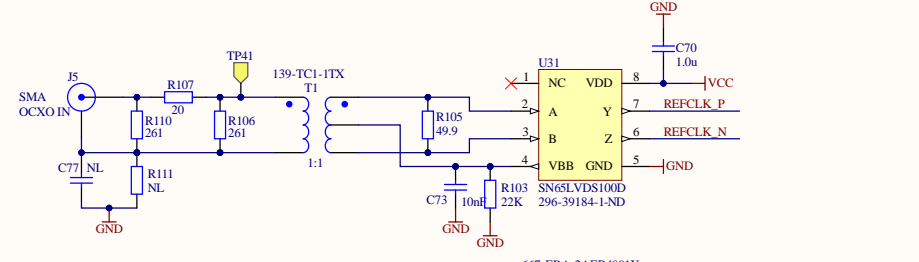 GND
C70
1.0u
TP41
J5
139-TC1-1TX
T1
U31
R107
20
SMA
OCXO IN
1
NC
VDD
8
VCC
2
A
Y
7
REFCLK_P
R110
261
R106
261
R105
49.9
3
B
Z
6
REFCLK_N
1:1
4
VBB
GND
5
GND
C77
NL
R111
NL
SN65LVDS100D
296-39184-1-ND
C73
10nF
R103
22K
GND
GND
GND